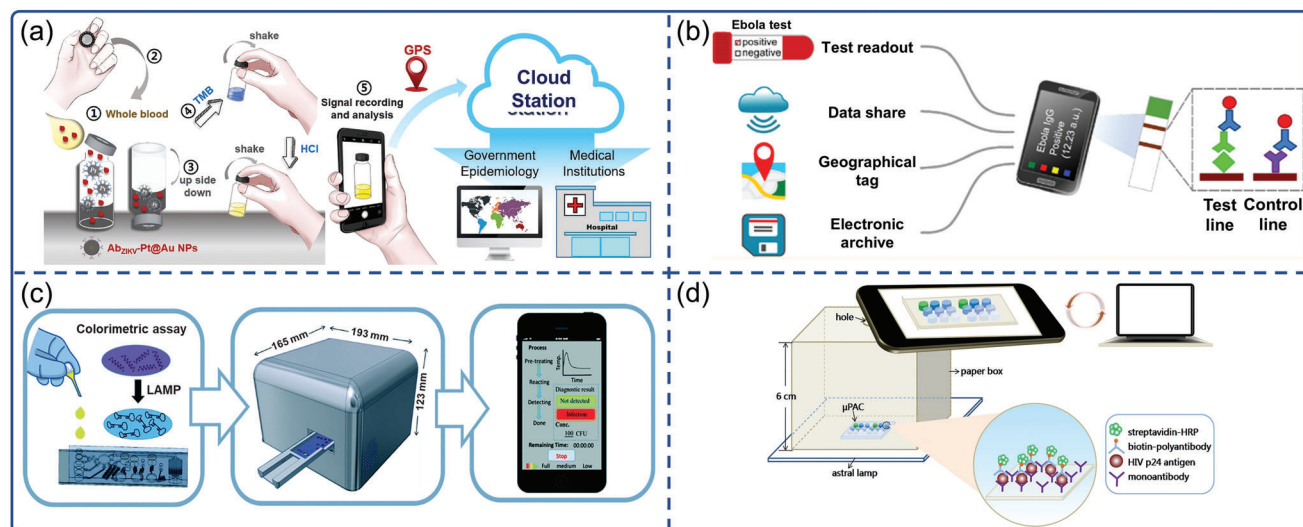 (a)
shake
②
GPS
① Whole blood
④ TMB
⑤
Signal recording
and analysis
Cloud
Station
HCl
③
up side
down
shake
Government
Epidemiology
Medical
Institutions
Hospital
Ab_ZIKV-Pt@Au NPs
(b)
Ebola test
positive
negative
Test readout
Data share
Geographical
tag
Electronic
archive
Ebola IgG
Positive
(12.23 a.u.)
Test
line
Control
line
(c)
Colorimetric assay
LAMP
165 mm
193 mm
123 mm
Process
Pre-treating
Reacting
Detecting
Done
Temp.
Time
Diagnostic result
Not detected
Infection
Conc.
100 CFU
Remaining Time: 00:00:00
Stop
Full medium Low
(d)
hole
6 cm
paper box
μPAC
astral lamp
streptavidin-HRP
biotin-polyantibody
HIV p24 antigen
monoantibody